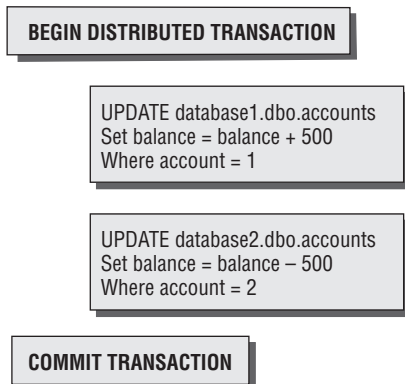 BEGIN DISTRIBUTED TRANSACTION
UPDATE database1.dbo.accounts
Set balance = balance + 500
Where account = 1
UPDATE database2.dbo.accounts
Set balance = balance – 500
Where account = 2
COMMIT TRANSACTION